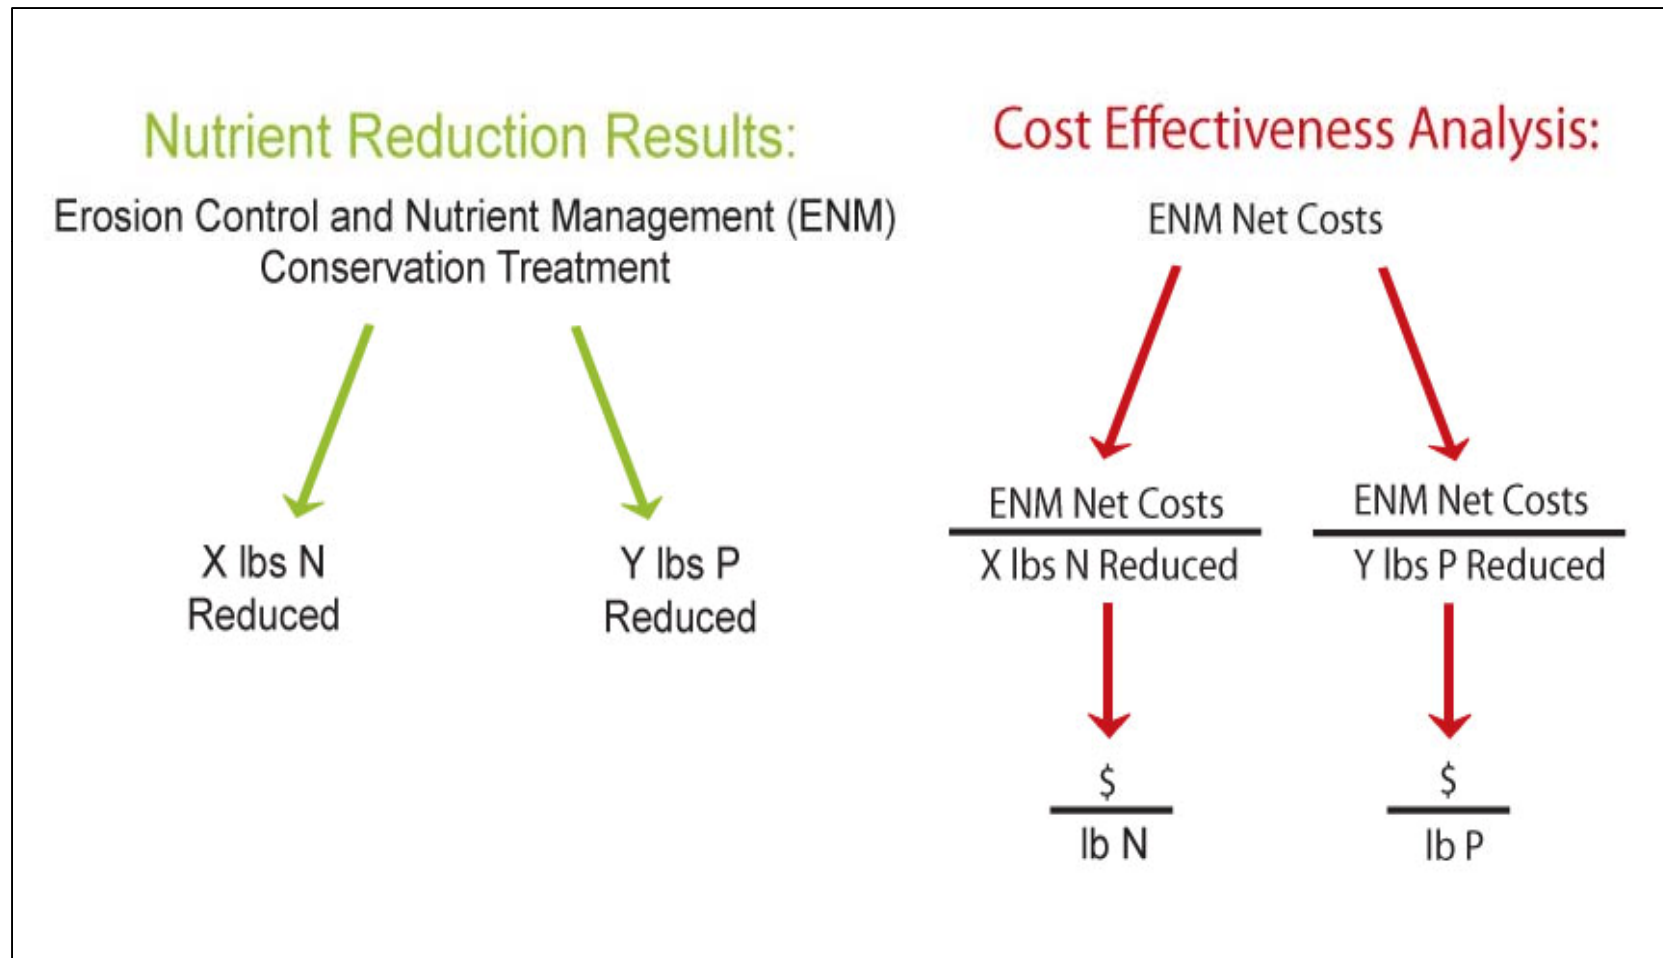 Nutrient Reduction Results:
Erosion Control and Nutrient Management (ENM)
Conservation Treatment
X lbs N
Reduced
Y lbs P
Reduced
Cost Effectiveness Analysis:
ENM Net Costs
ENM Net Costs
X lbs N Reduced
$
lb N
ENM Net Costs
Y lbs P Reduced
$
lb P